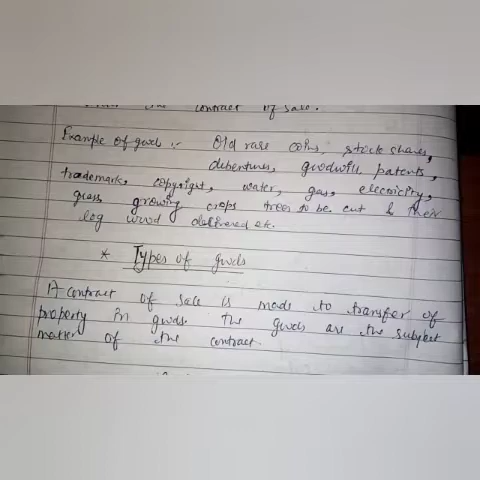 the contract of sale.
Example of goods :- Old rare coins, stock shares,
debentures, goodwill, patents,
trademark, copyright, water, gas, electricity,
grass growing crops trees to be cut & their
log wood delivered etc.
* Types of goods
A contract of sale is made to transfer of
property in goods. The goods are the subject
matter of the contract.